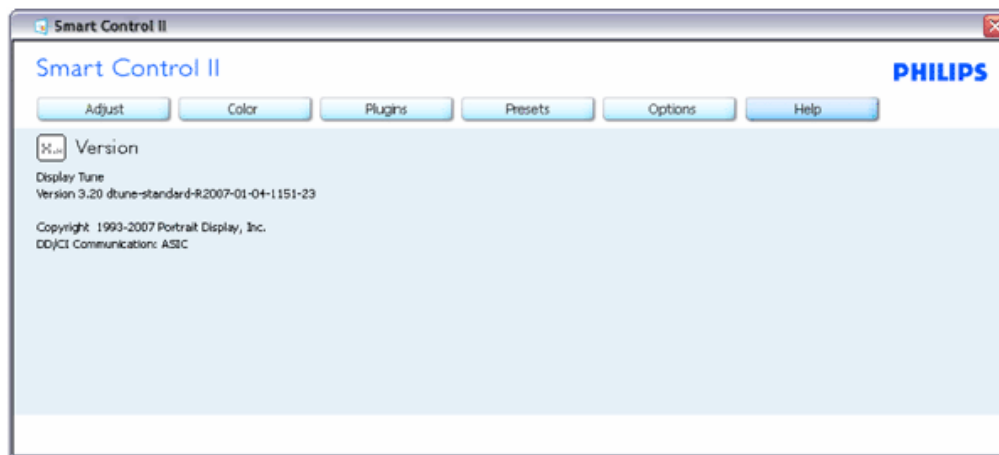 Smart Control II
Smart Control II
PHILIPS
Adjust Color Plugins Presets Options Help
Version
Display Tune
Version 3.20 dtune-standard-R2007-01-04-1151-23
Copyright 1993-2007 Portrait Display, Inc.
DD/CI Communication: ASIC